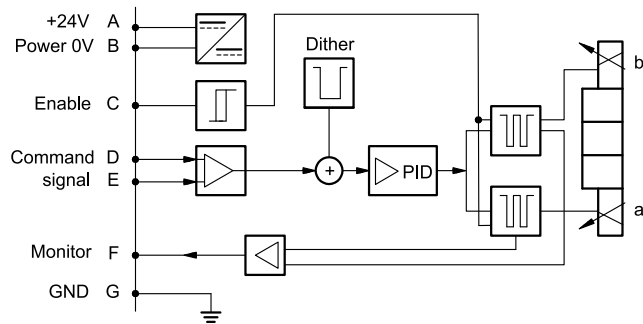 +24V A
Power 0V B
Dither
b
Enable C
Command D
signal E
+
PID
a
Monitor F
GND G